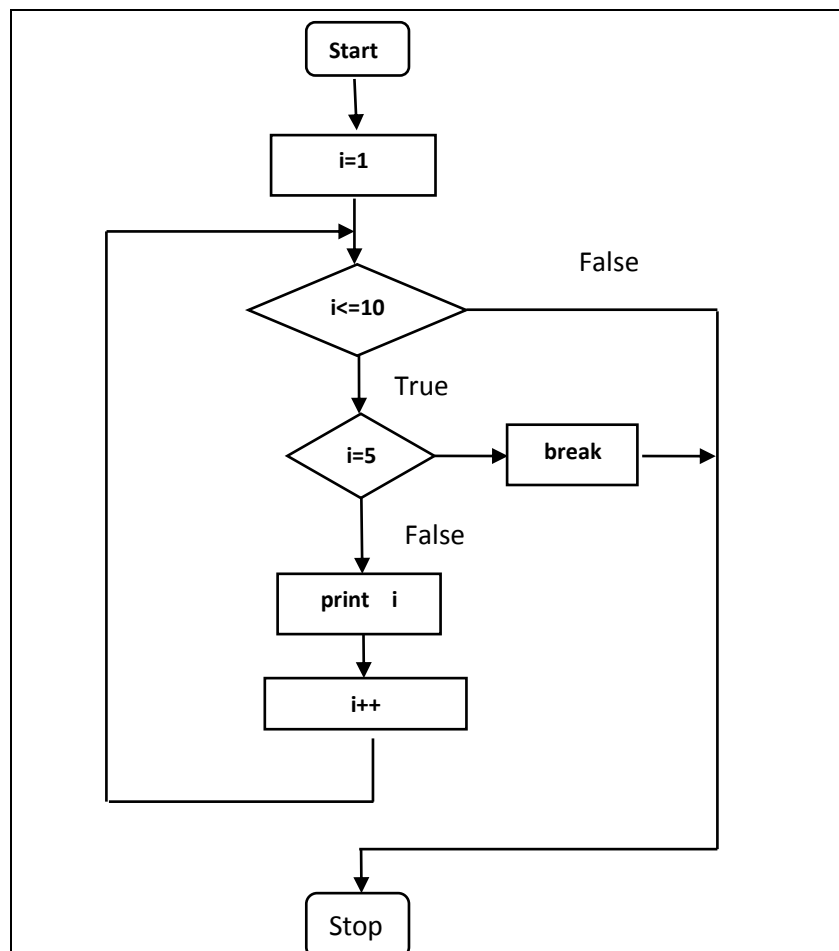 Start
i=1
False
i<=10
True
i=5
break
False
print i
i++
Stop